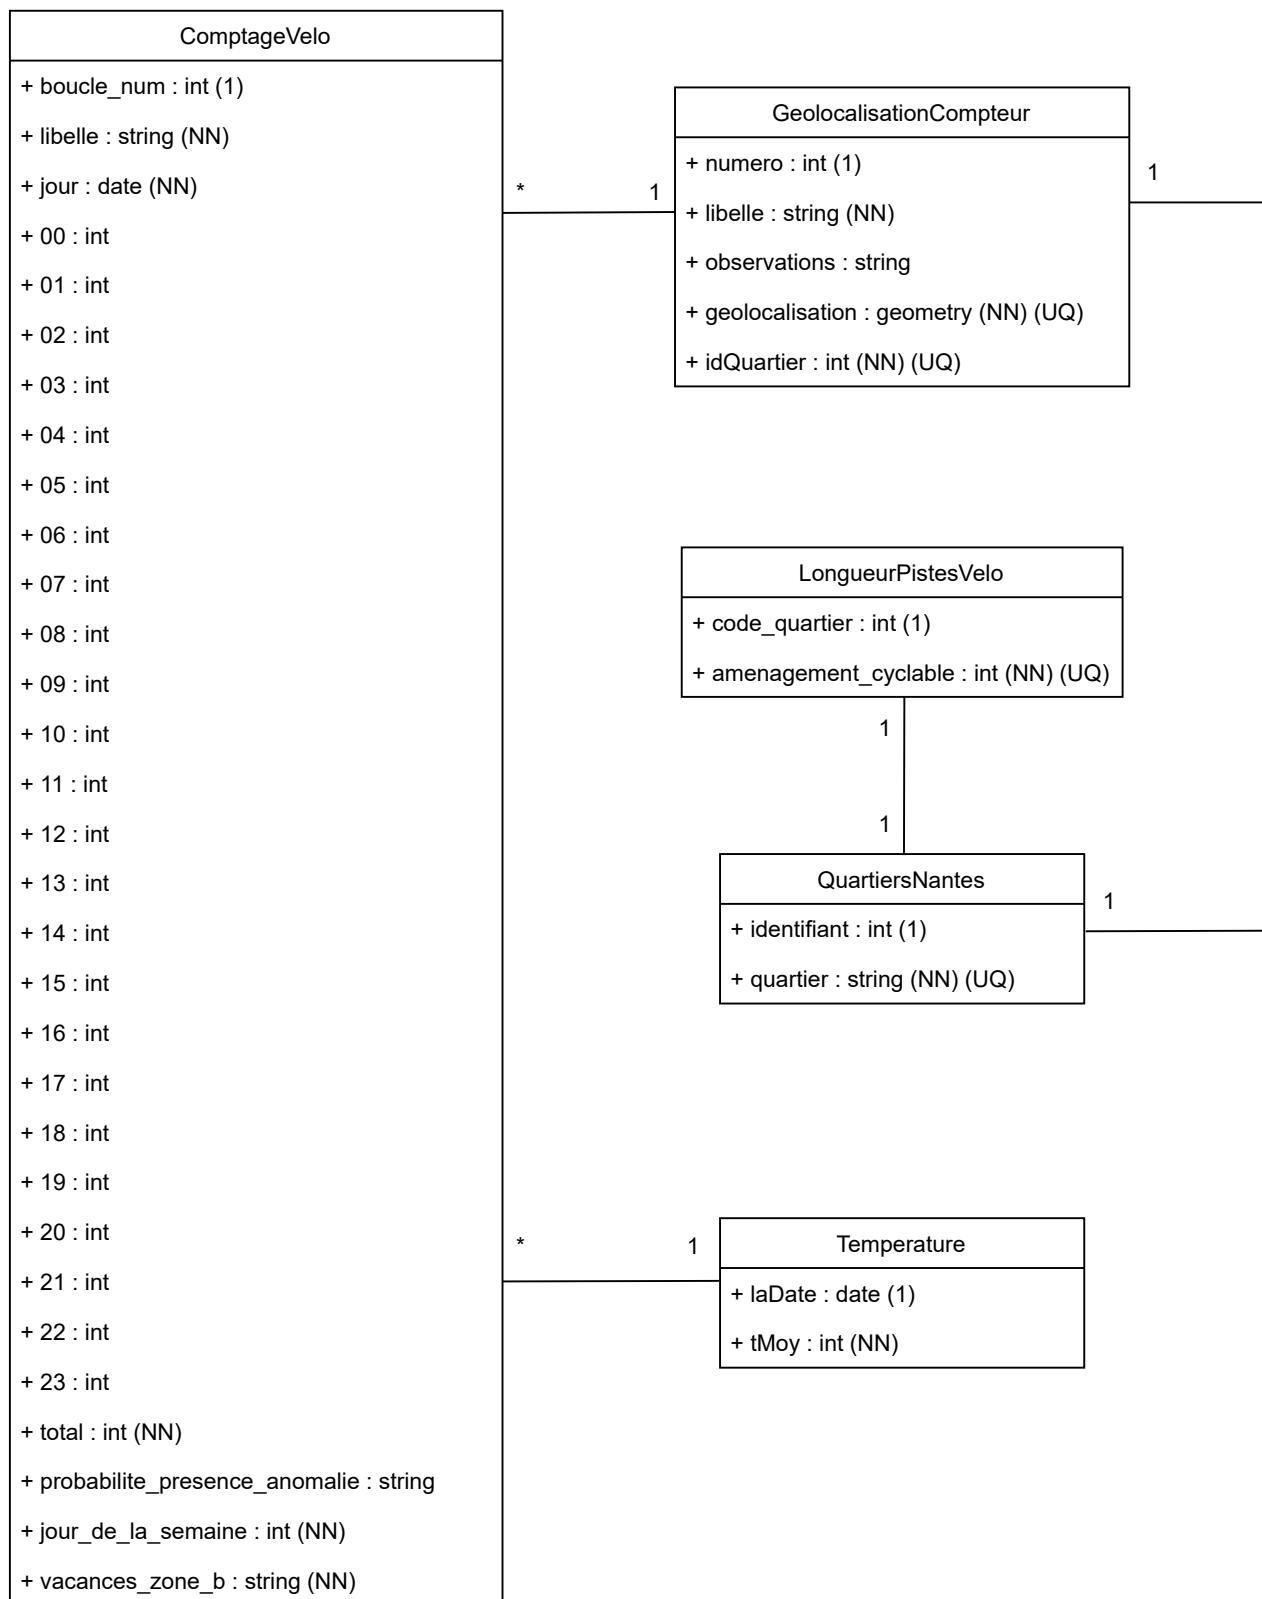 ComptageVelo
+ boucle_num : int (1)
+ libelle : string (NN)
+ jour : date (NN)
+ 00 : int
+ 01 : int
+ 02 : int
+ 03 : int
+ 04 : int
+ 05 : int
+ 06 : int
+ 07 : int
+ 08 : int
+ 09 : int
+ 10 : int
+ 11 : int
+ 12 : int
+ 13 : int
+ 14 : int
+ 15 : int
+ 16 : int
+ 17 : int
+ 18 : int
+ 19 : int
+ 20 : int
+ 21 : int
+ 22 : int
+ 23 : int
+ total : int (NN)
+ probabilite_presence_anomalie : string
+ jour_de_la_semaine : int (NN)
+ vacances_zone_b : string (NN)
* 1
GeolocalisationCompteur
+ numero : int (1)
+ libelle : string (NN)
+ observations : string
+ geolocalisation : geometry (NN) (UQ)
+ idQuartier : int (NN) (UQ)
1
LongueurPistesVelo
+ code_quartier : int (1)
+ amenagement_cyclable : int (NN) (UQ)
1
1
QuartiersNantes
+ identifiant : int (1)
+ quartier : string (NN) (UQ)
1
* 1
Temperature
+ laDate : date (1)
+ tMoy : int (NN)